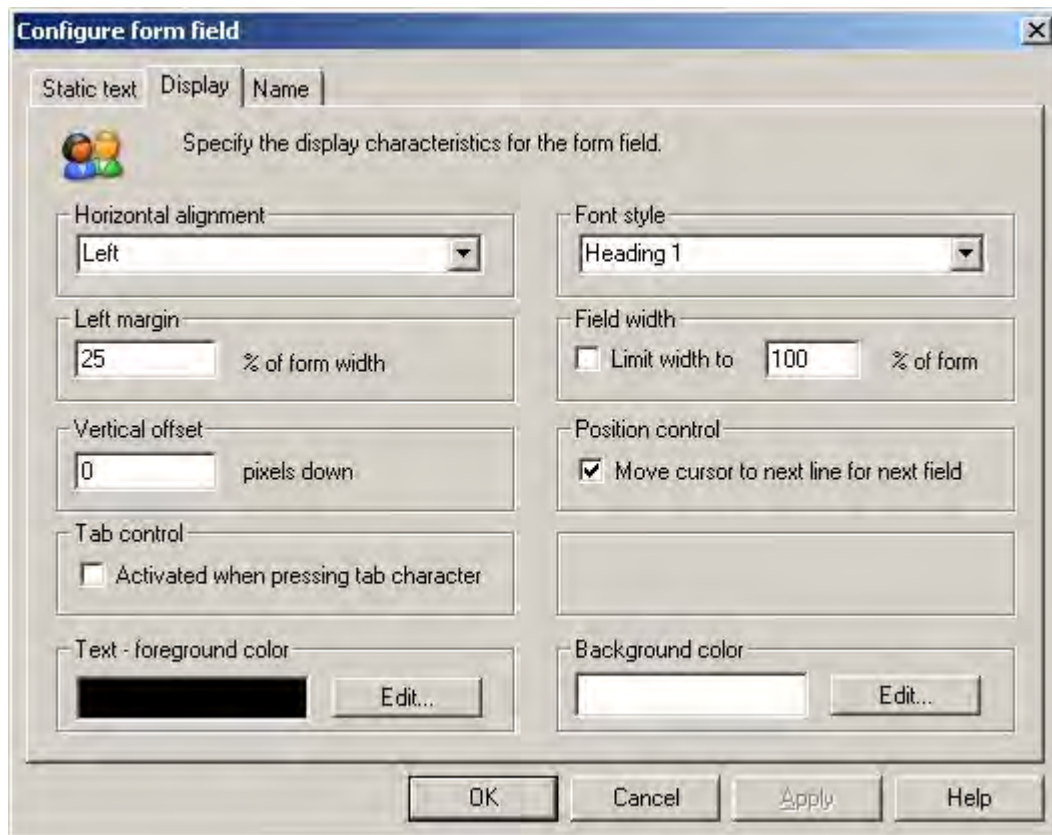 Configure form field
Static text Display Name
Specify the display characteristics for the form field.
Horizontal alignment
Left
Font style
Heading 1
Left margin
25 % of form width
Field width
Limit width to 100 % of form
Vertical offset
0 pixels down
Position control
Move cursor to next line for next field
Tab control
Activated when pressing tab character
Text - foreground color
Edit...
Background color
Edit...
OK Cancel Apply Help